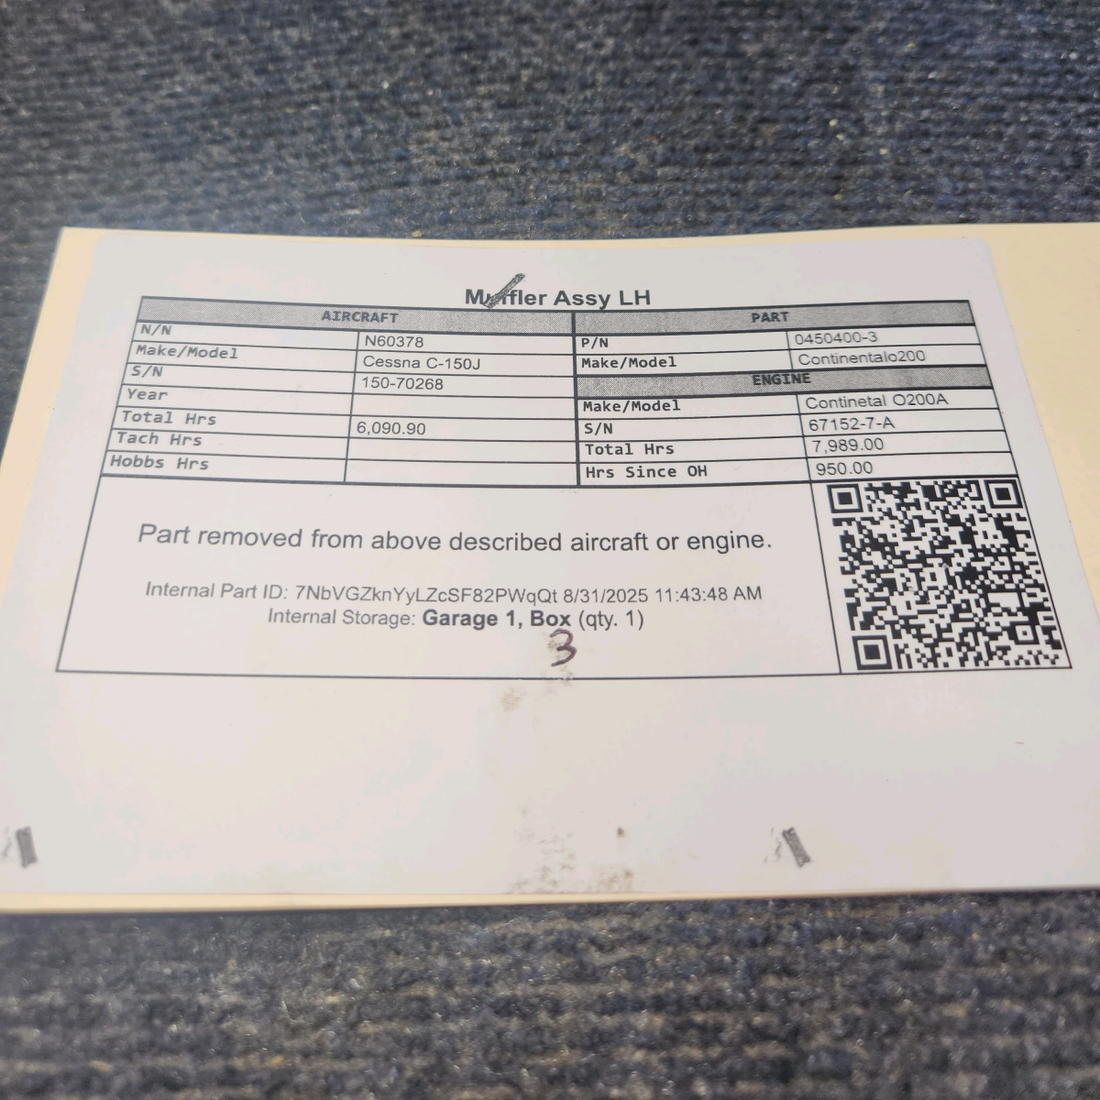 Muffler Assy LH
AIRCRAFT
N/N N60378
Make/Model Cessna C-150J
S/N 150-70268
Year
Total Hrs 6,090.90
Tach Hrs
Hobbs Hrs
PART
P/N 0450400-3
Make/Model Continentalo200
ENGINE
Make/Model Continetal O200A
S/N 67152-7-A
Total Hrs 7,989.00
Hrs Since OH 950.00
Part removed from above described aircraft or engine.
Internal Part ID: 7NbVGZknYyLZcSF82PWqQt 8/31/2025 11:43:48 AM
Internal Storage: Garage 1, Box (qty. 1)
3